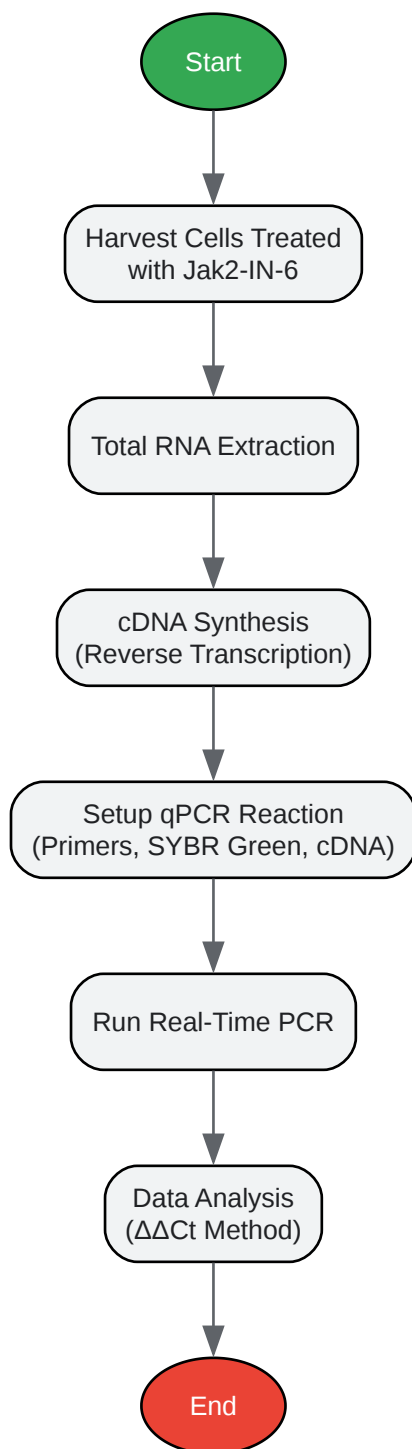 Start
Harvest Cells Treated
with Jak2-IN-6
Total RNA Extraction
cDNA Synthesis
(Reverse Transcription)
Setup qPCR Reaction
(Primers, SYBR Green, cDNA)
Run Real-Time PCR
Data Analysis
(ΔΔCt Method)
End